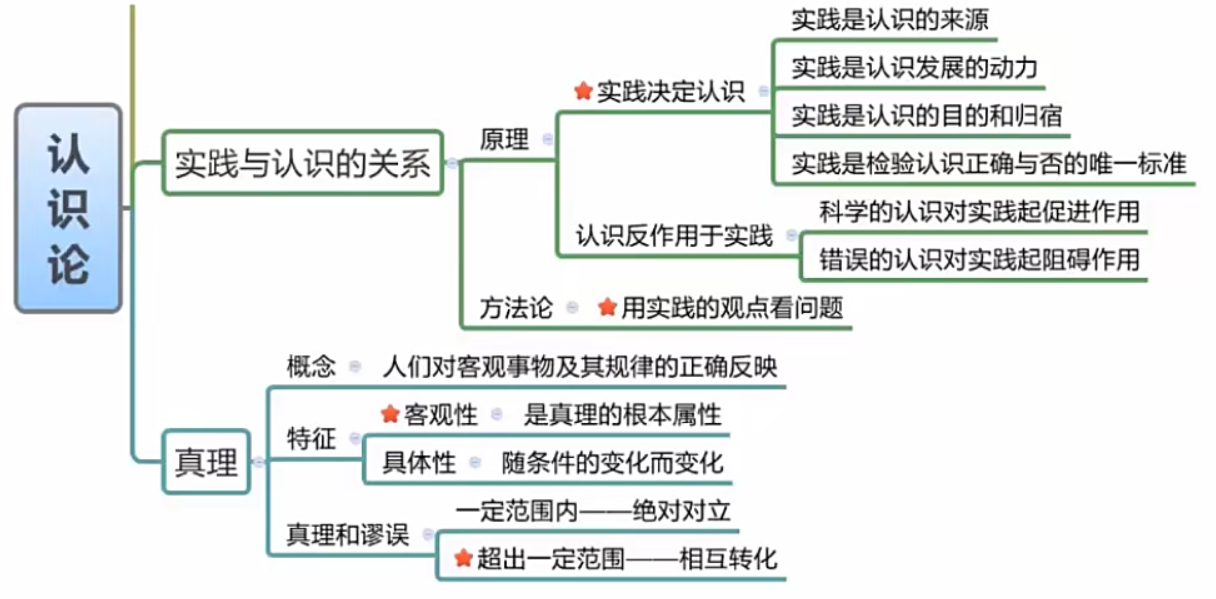 认识论
实践与认识的关系
原理
实践决定认识
实践是认识的来源
实践是认识发展的动力
实践是认识的目的和归宿
实践是检验认识正确与否的唯一标准
认识反作用于实践
科学的认识对实践起促进作用
错误的认识对实践起阻碍作用
方法论
用实践的观点看问题
真理
概念
人们对客观事物及其规律的正确反映
特征
客观性
是真理的根本属性
具体性
随条件的变化而变化
真理和谬误
一定范围内——绝对对立
超出一定范围——相互转化